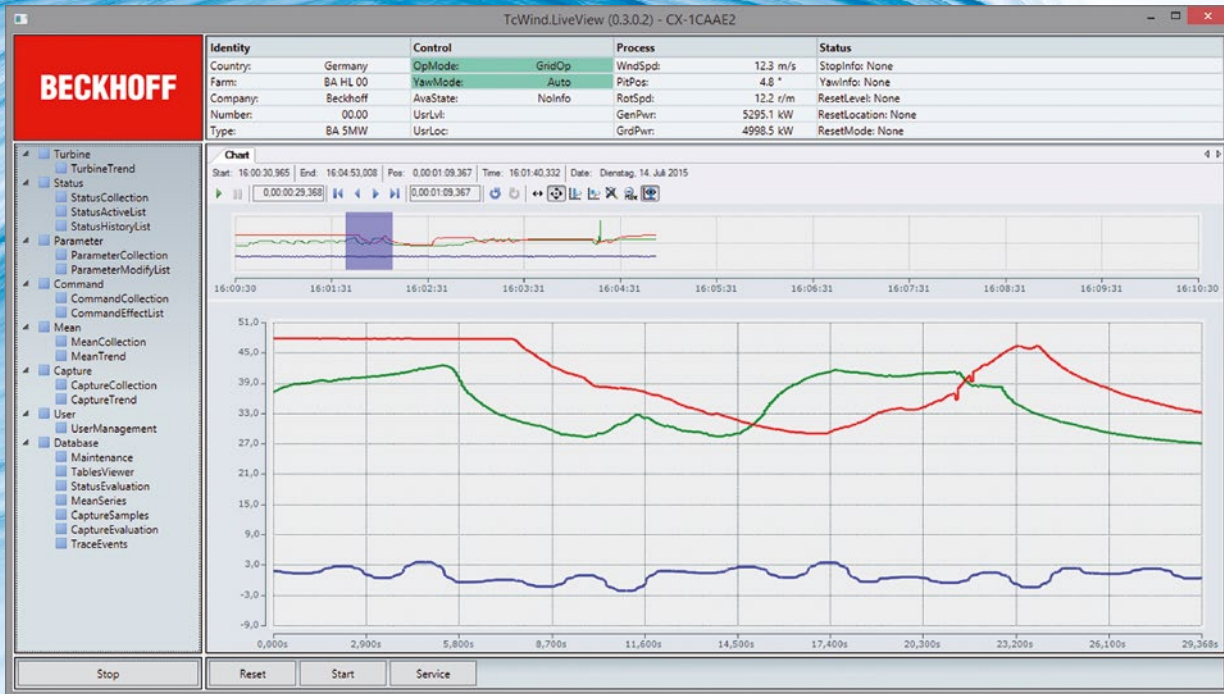 TcWind.LiveView (0.3.0.2) - CX-1CAAE2
BECKHOFF
Identity Control Process Status
Country: Germany OpMode: GridOp WndSpd: 12.3 m/s StopInfo: None
Farm: BA HL 00 YawMode: Auto PitPos: 4.8 ° YawInfo: None
Company: Beckhoff AvaState: NoInfo RotSpd: 12.2 r/m ResetLevel: None
Number: 00.00 UsrLvl: GenPwr: 5295.1 kW ResetLocation: None
Type: BA 5MW UsrLoc: GrdPwr: 4998.5 kW ResetMode: None
Turbine
TurbineTrend
Status
StatusCollection
StatusActiveList
StatusHistoryList
Parameter
ParameterCollection
ParameterModifyList
Command
CommandCollection
CommandEffectList
Mean
MeanCollection
MeanTrend
Capture
CaptureCollection
CaptureTrend
User
UserManagement
Database
Maintenance
TablesViewer
StatusEvaluation
MeanSeries
CaptureSamples
CaptureEvaluation
TraceEvents
Chart
Start: 16:00:30,965 End: 16:04:53,008 Pos: 0,00:01:09,367 Time: 16:01:40,332 Date: Dienstag, 14. Juli 2015
0,00:00:29,368 0,00:01:09,367
16:00:30 16:01:31 16:02:31 16:03:31 16:04:31 16:05:31 16:06:31 16:07:31 16:08:31 16:09:31 16:10:30
51,0
45,0
39,0
33,0
27,0
21,0
15,0
9,0
3,0
-3,0
-9,0
0,000s 2,900s 5,800s 8,700s 11,600s 14,500s 17,400s 20,300s 23,200s 26,100s 29,368s
Stop Reset Start Service